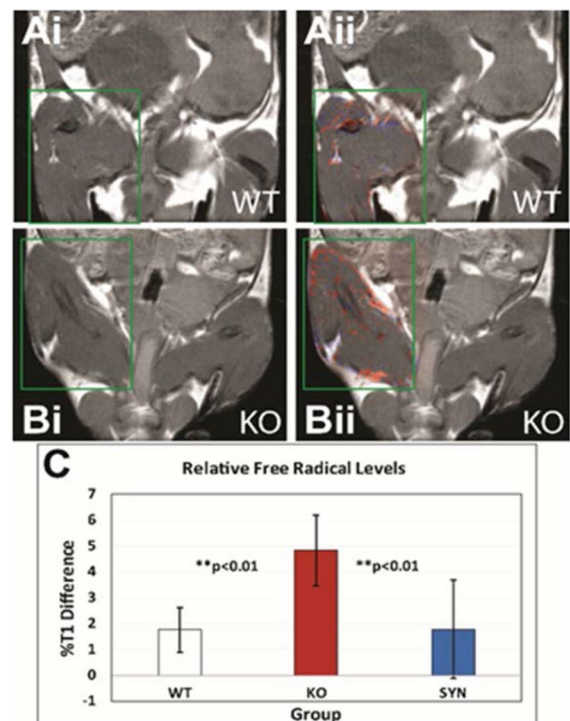 Ai
Aii
WT
WT
Bi
KO
Bii
KO
C
Relative Free Radical Levels
7
6
5
4
3
2
1
0
-1
%T1 Difference
**p<0.01
**p<0.01
WT
KO
SYN
Group